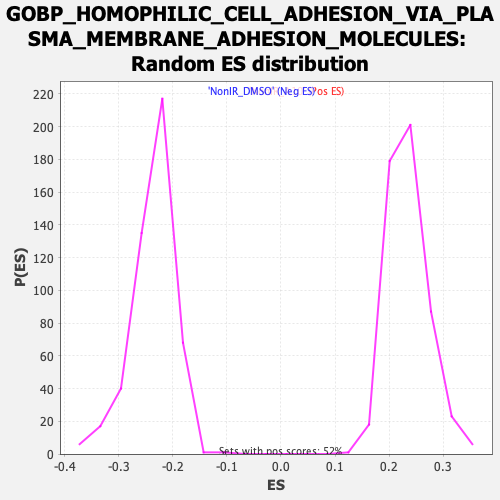 GOBP_HOMOPHILIC_CELL_ADHESION_VIA_PLA
SMA_MEMBRANE_ADHESION_MOLECULES:
Random ES distribution
'NonIR_DMSO' (Neg ES) Pos ES)
220
200
180
160
140
120
100
80
60
40
20
0
P(ES)
Sets with pos scores: 52%
-0.4 -0.3 -0.2 -0.1 0.0 0.1 0.2 0.3
ES